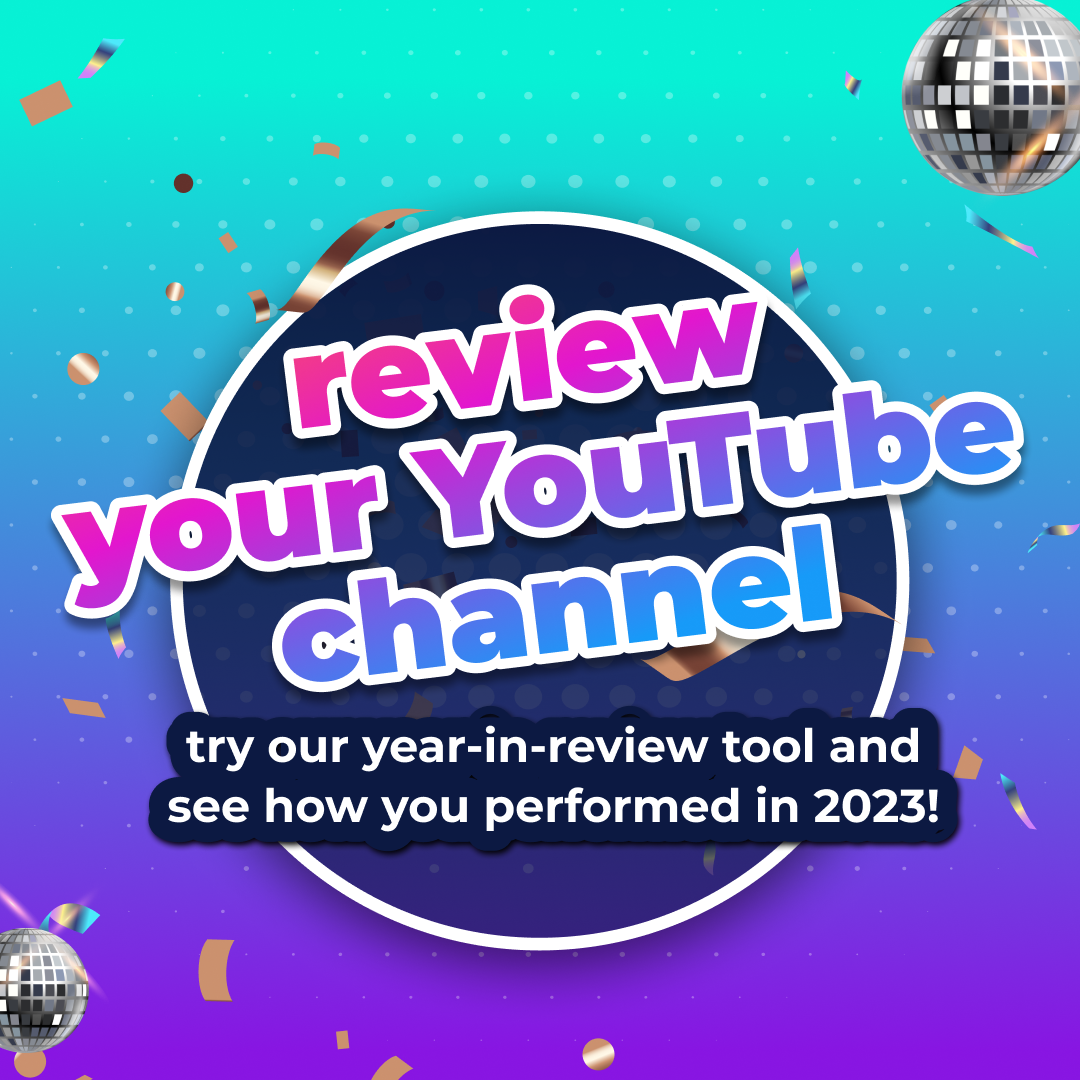 review
your YouTube
channel
try our year-in-review tool and
see how you performed in 2023!